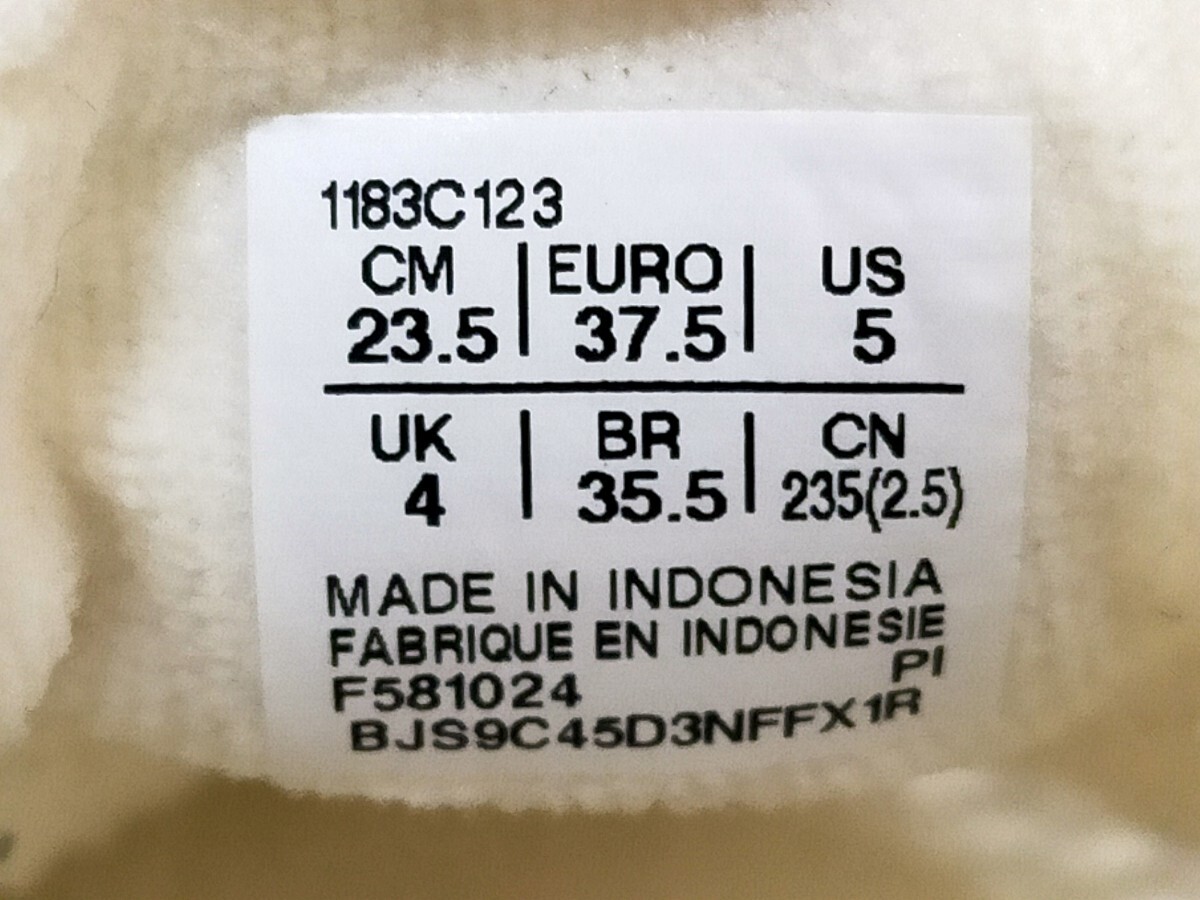 1183C123
CM | EURO | US
23.5 | 37.5 | 5
UK | BR | CN
4 | 35.5 | 235(2.5)
MADE IN INDONESIA
FABRIQUE EN INDONESIE
PI
F581024
BJS9C45D3NFFX1R